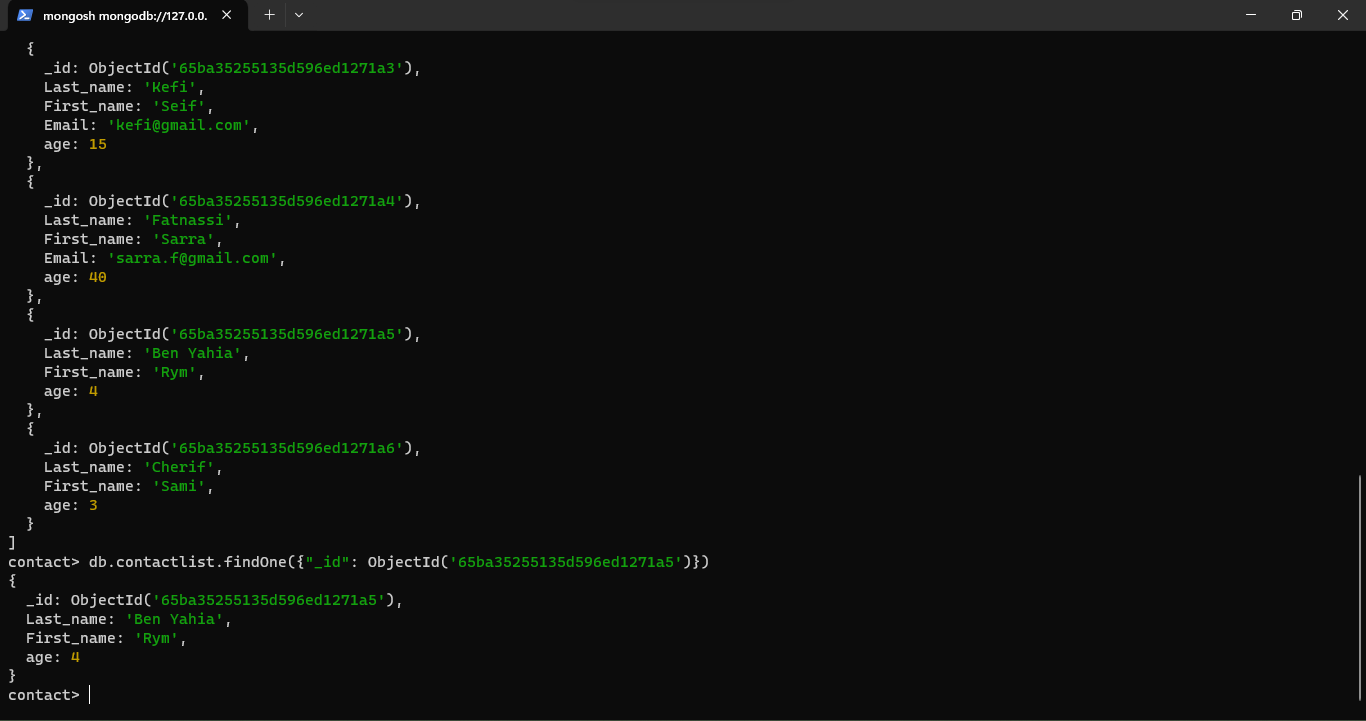 mongosh mongodb://127.0.0.
{
_id: ObjectId('65ba35255135d596ed1271a3'),
Last_name: 'Kefi',
First_name: 'Seif',
Email: 'kefi@gmail.com',
age: 15
},
{
_id: ObjectId('65ba35255135d596ed1271a4'),
Last_name: 'Fatnassi',
First_name: 'Sarra',
Email: 'sarra.f@gmail.com',
age: 40
},
{
_id: ObjectId('65ba35255135d596ed1271a5'),
Last_name: 'Ben Yahia',
First_name: 'Rym',
age: 4
},
{
_id: ObjectId('65ba35255135d596ed1271a6'),
Last_name: 'Cherif',
First_name: 'Sami',
age: 3
}
]
contact> db.contactlist.findOne({"_id": ObjectId('65ba35255135d596ed1271a5')})
{
_id: ObjectId('65ba35255135d596ed1271a5'),
Last_name: 'Ben Yahia',
First_name: 'Rym',
age: 4
}
contact>